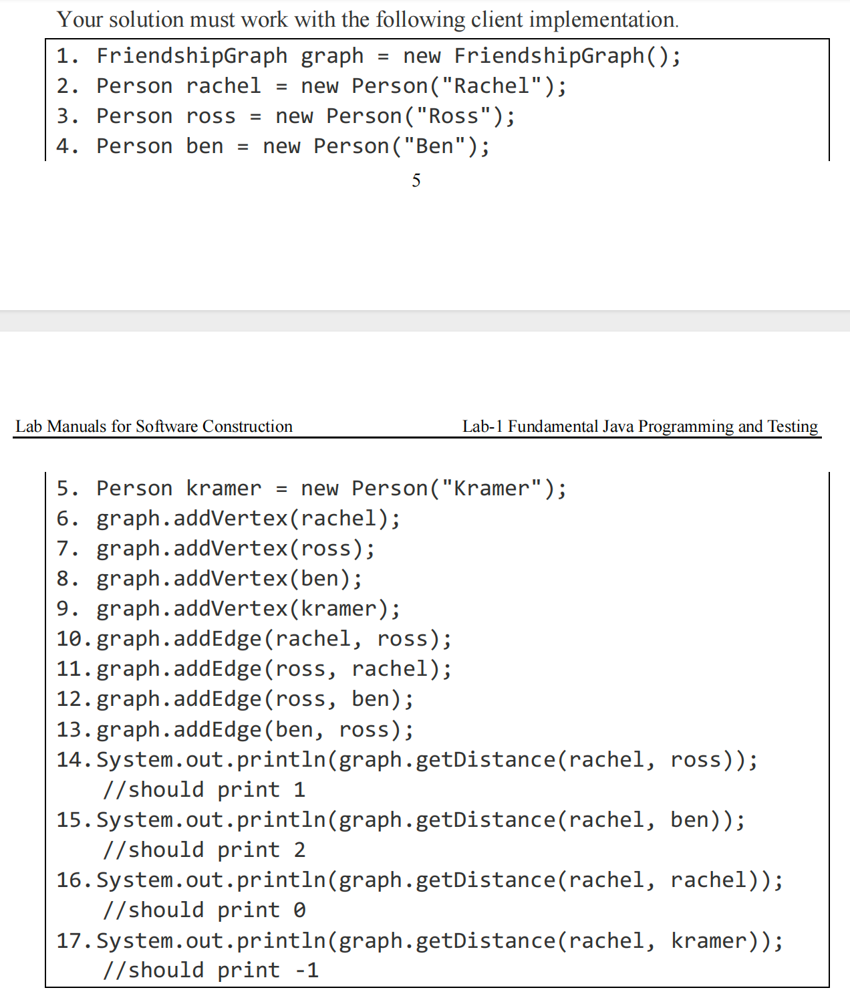 Your solution must work with the following client implementation.
1. FriendshipGraph graph = new FriendshipGraph();
2. Person rachel = new Person("Rachel");
3. Person ross = new Person("Ross");
4. Person ben = new Person("Ben");
5
Lab Manuals for Software Construction Lab-1 Fundamental Java Programming and Testing
5. Person kramer = new Person("Kramer");
6. graph.addVertex(rachel);
7. graph.addVertex(ross);
8. graph.addVertex(ben);
9. graph.addVertex(kramer);
10. graph.addEdge(rachel, ross);
11. graph.addEdge(ross, rachel);
12. graph.addEdge(ross, ben);
13. graph.addEdge(ben, ross);
14. System.out.println(graph.getDistance(rachel, ross));
//should print 1
15. System.out.println(graph.getDistance(rachel, ben));
//should print 2
16. System.out.println(graph.getDistance(rachel, rachel));
//should print 0
17. System.out.println(graph.getDistance(rachel, kramer));
//should print -1